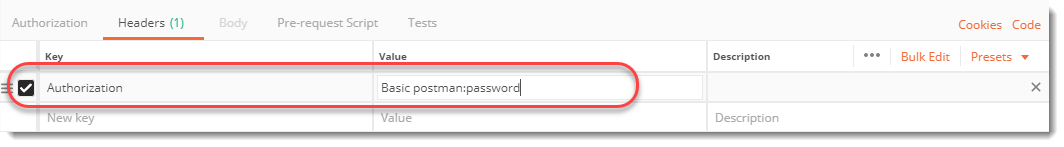 Authorization Headers (1) Body Pre-request Script Tests Cookies Code
Key Value Description ••• Bulk Edit Presets
Authorization Basic postman:password
New key Value Description